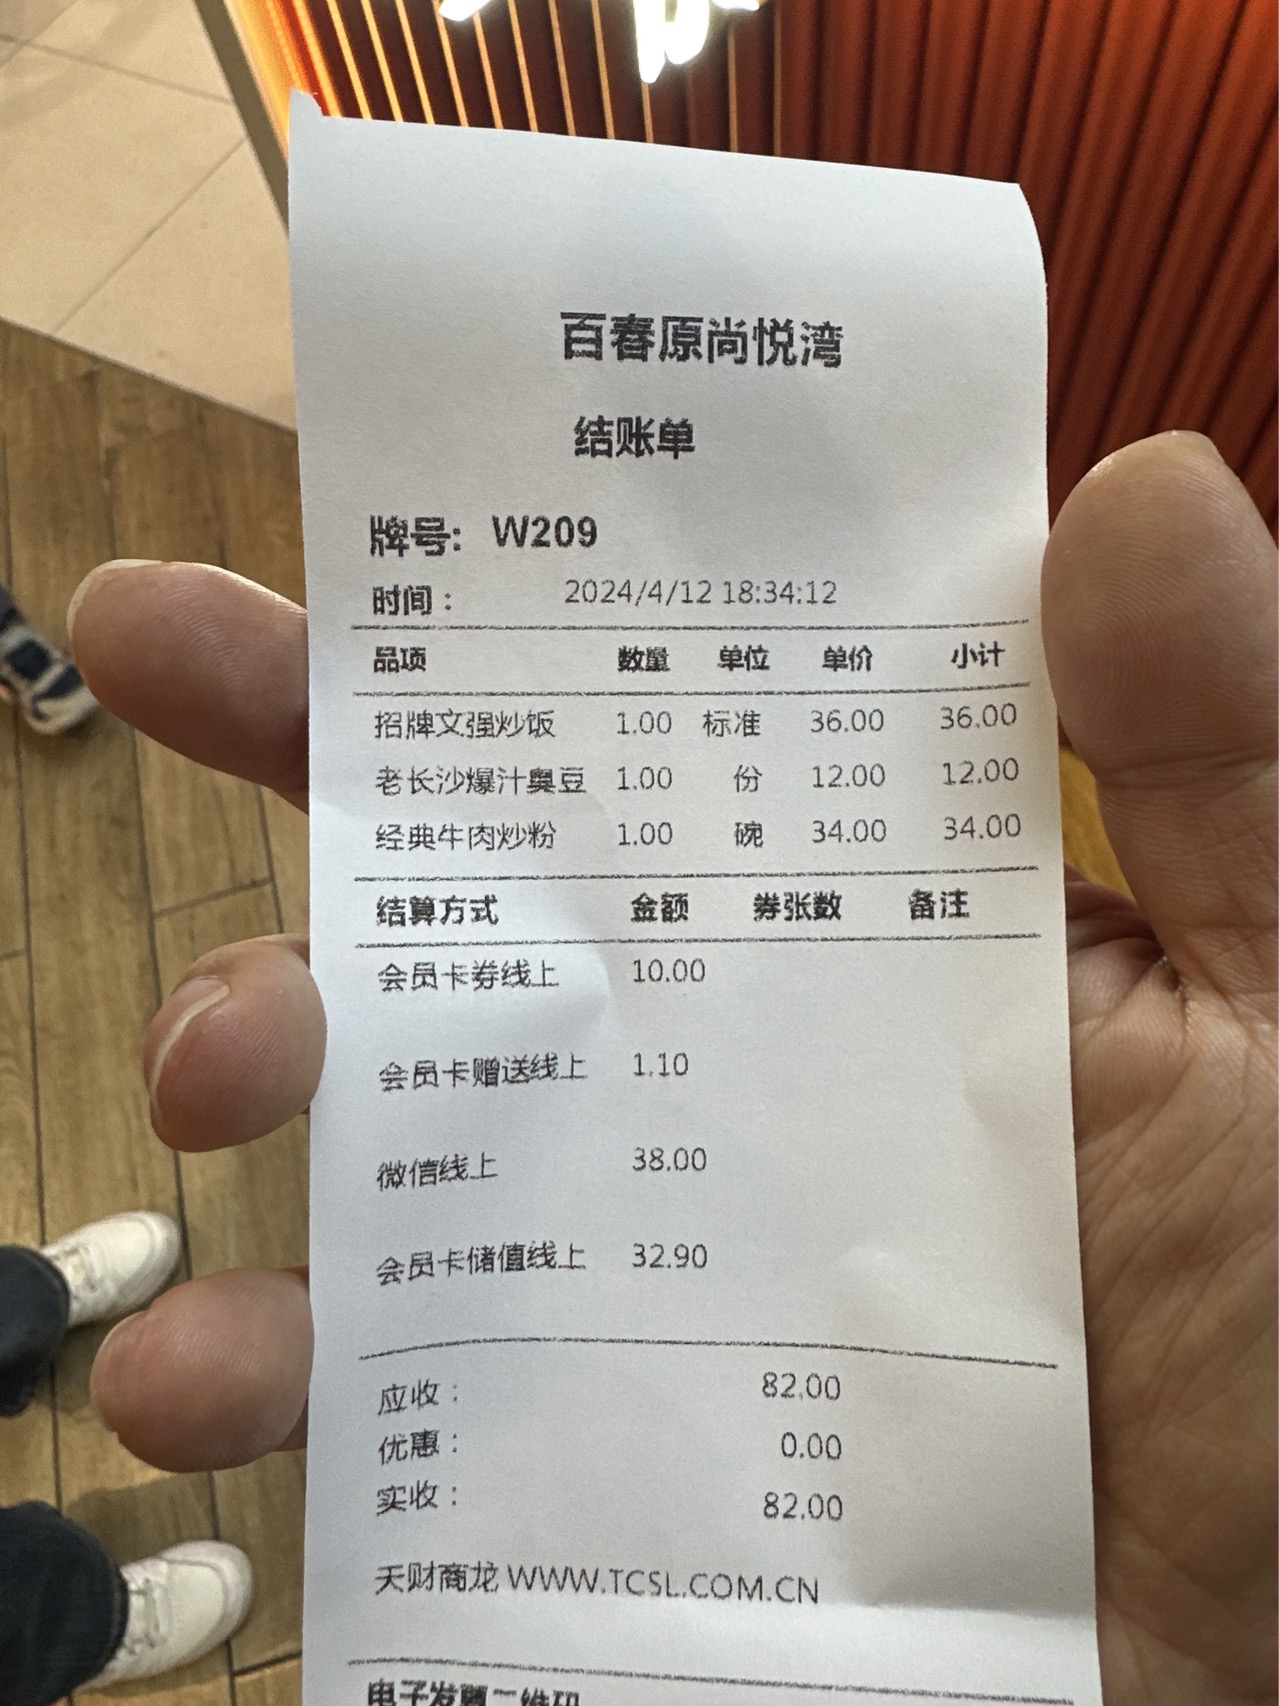 百春原尚悦湾
结账单
牌号: W209
时间： 2024/4/12 18:34:12
品项 数量 单位 单价 小计
招牌文强炒饭 1.00 标准 36.00 36.00
老长沙爆汁臭豆 1.00 份 12.00 12.00
经典牛肉炒粉 1.00 碗 34.00 34.00
结算方式 金额 券张数 备注
会员卡券线上 10.00
会员卡赠送线上 1.10
微信线上 38.00
会员卡储值线上 32.90
应收： 82.00
优惠： 0.00
实收： 82.00
天财商龙 WWW.TCSL.COM.CN
电子发票二维码